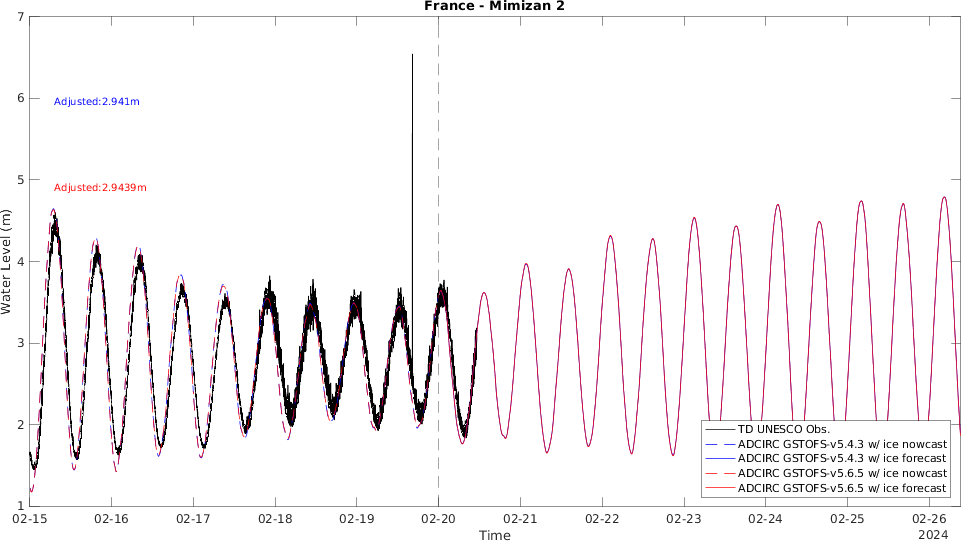 France - Mimizan 2
7
6
5
4
3
2
1
Water Level (m)
Adjusted:2.941m
Adjusted:2.9439m
TD UNESCO Obs.
ADCIRC GSTOFS-v5.4.3 w/ ice nowcast
ADCIRC GSTOFS-v5.4.3 w/ ice forecast
ADCIRC GSTOFS-v5.6.5 w/ ice nowcast
ADCIRC GSTOFS-v5.6.5 w/ ice forecast
02-15 02-16 02-17 02-18 02-19 02-20 02-21 02-22 02-23 02-24 02-25 02-26
Time
2024